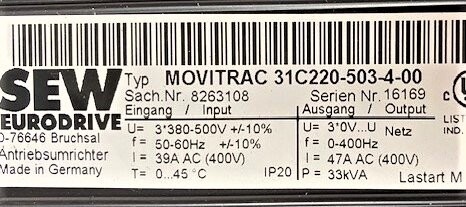 SEW
EURODRIVE
D-76646 Bruchsal
Antriebsumrichter
Made in Germany
Typ MOVITRAC 31C220-503-4-00
Sach.Nr. 8263108 Serien Nr. 16169
Eingang / Input Ausgang / Output
U= 3*380-500V +/-10% U= 3*0V...U Netz
f = 50-60Hz +/-10% f = 0-400Hz
I = 39A AC (400V) I = 47A AC (400V)
T = 0...45°C IP20 P = 33kVA Lastart M
c U
LIST
IND.